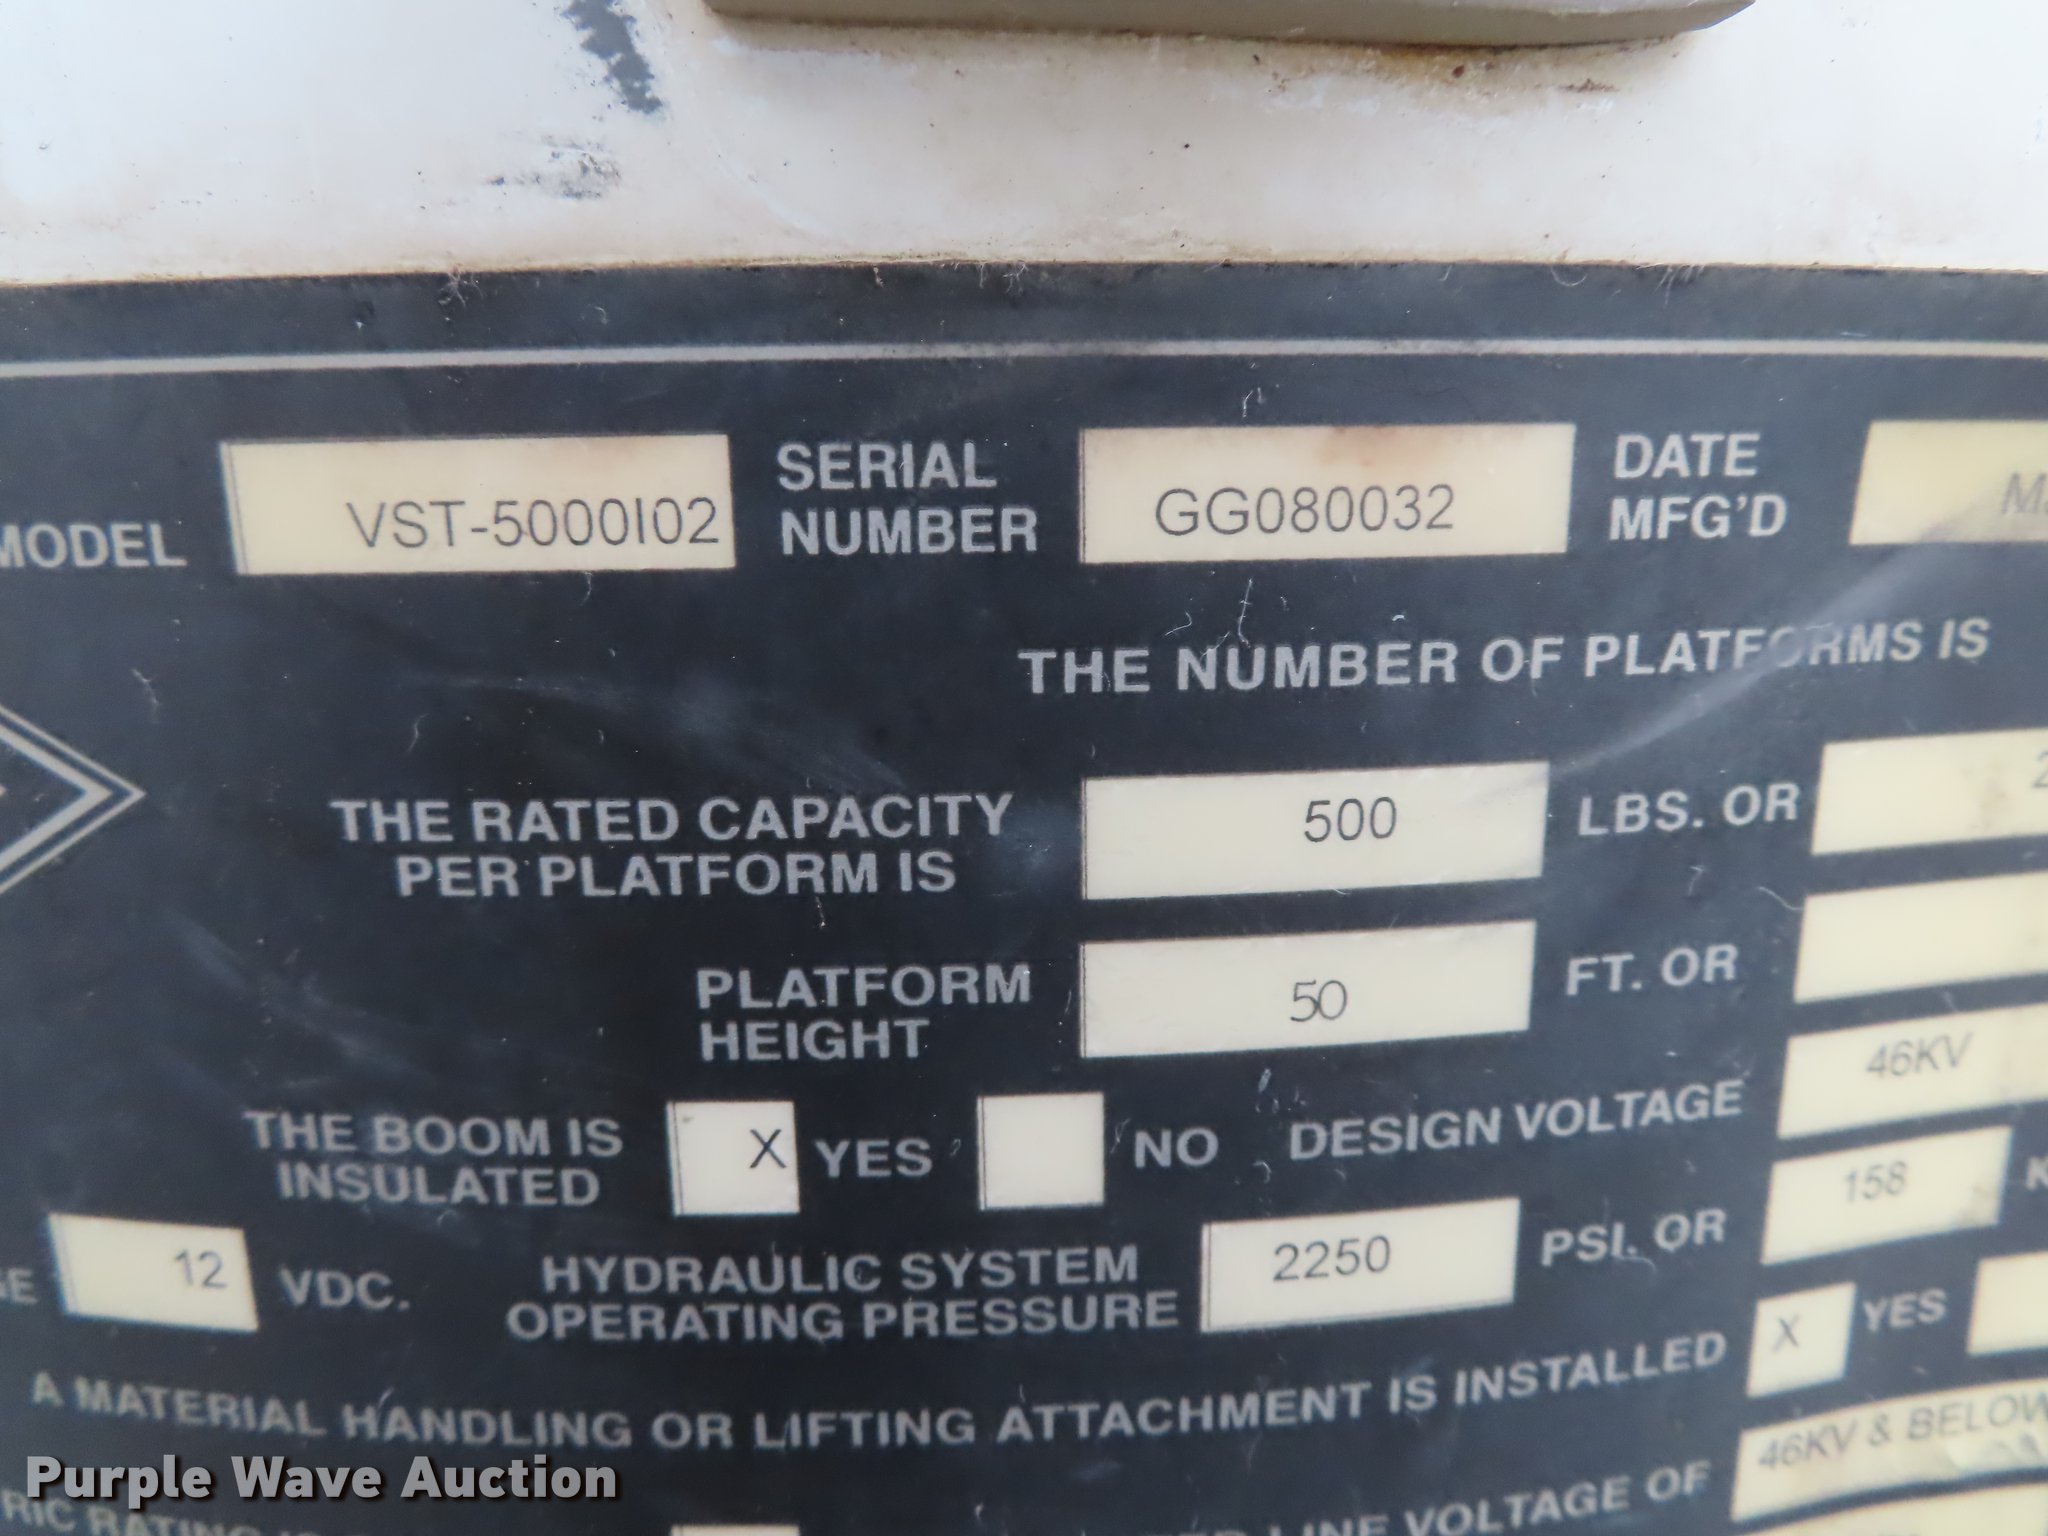 MODEL VST-5000I02 SERIAL NUMBER GG080032 DATE MFG'D
THE NUMBER OF PLATFORMS IS
THE RATED CAPACITY PER PLATFORM IS 500 LBS. OR
PLATFORM HEIGHT 50 FT. OR
THE BOOM IS INSULATED X YES NO DESIGN VOLTAGE 46KV
12 VDC. HYDRAULIC SYSTEM OPERATING PRESSURE 2250 PSI. OR 158
A MATERIAL HANDLING OR LIFTING ATTACHMENT IS INSTALLED X YES
LINE VOLTAGE OF 46KV & BELOW
Purple Wave Auction